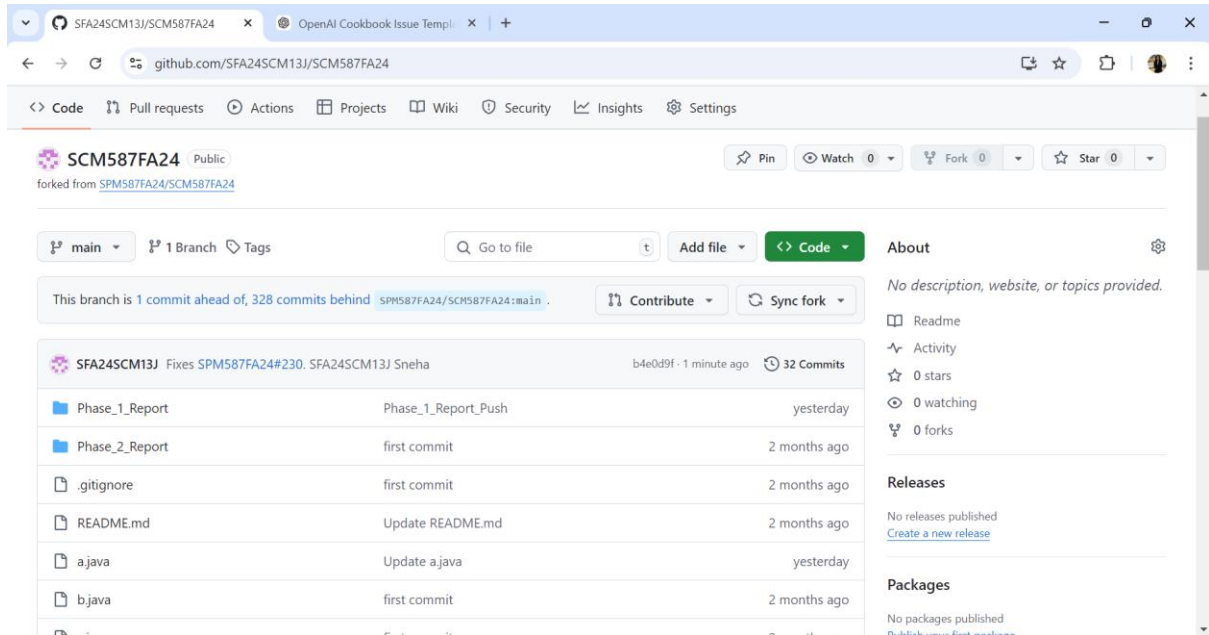 SFA24SCM13J/SCM587FA24
OpenAI Cookbook Issue Templ
github.com/SFA24SCM13J/SCM587FA24
Code Pull requests Actions Projects Wiki Security Insights Settings
SCM587FA24 Public
Pin Watch 0 Fork 0 Star 0
forked from SPM587FA24/SCM587FA24
main 1 Branch Tags Go to file t Add file Code
This branch is 1 commit ahead of, 328 commits behind SPM587FA24/SCM587FA24:main .
Contribute Sync fork
SFA24SCM13J Fixes SPM587FA24#230. SFA24SCM13J Sneha b4e0d9f · 1 minute ago 32 Commits
Phase_1_Report Phase_1_Report_Push yesterday
Phase_2_Report first commit 2 months ago
.gitignore first commit 2 months ago
README.md Update README.md 2 months ago
a.java Update a.java yesterday
b.java first commit 2 months ago
About
No description, website, or topics provided.
Readme
Activity
0 stars
0 watching
0 forks
Releases
No releases published
Create a new release
Packages
No packages published
Publish your first package